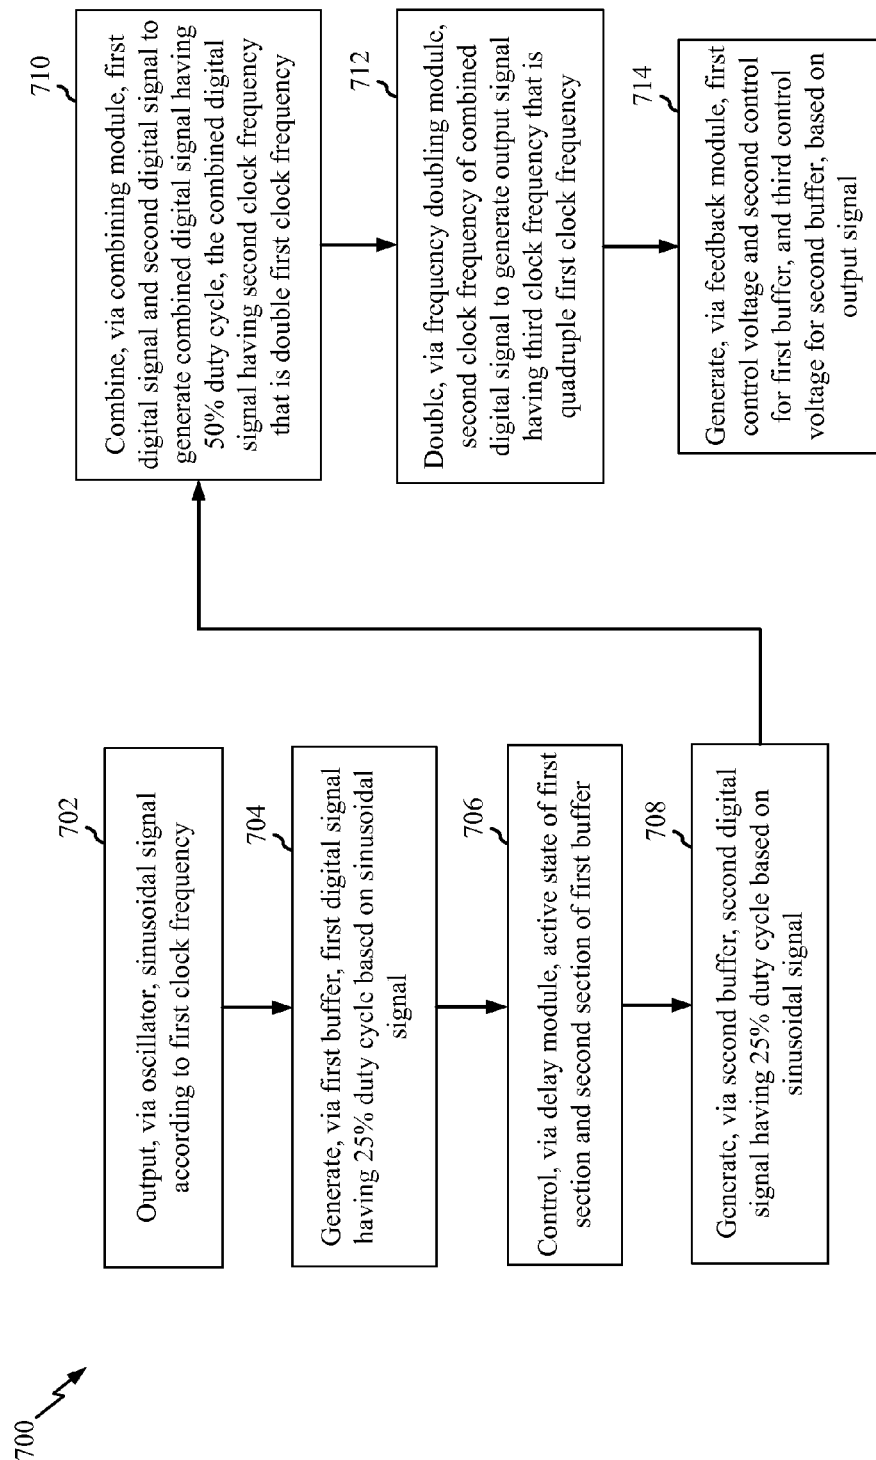 700
702
Output, via oscillator, sinusoidal signal
according to first clock frequency
704
Generate, via first buffer, first digital signal
having 25% duty cycle based on sinusoidal
signal
706
Control, via delay module, active state of first
section and second section of first buffer
708
Generate, via second buffer, second digital
signal having 25% duty cycle based on
sinusoidal signal
710
Combine, via combining module, first
digital signal and second digital signal to
generate combined digital signal having
50% duty cycle, the combined digital
signal having second clock frequency
that is double first clock frequency
712
Double, via frequency doubling module,
second clock frequency of combined
digital signal to generate output signal
having third clock frequency that is
quadruple first clock frequency
714
Generate, via feedback module, first
control voltage and second control
for first buffer, and third control
voltage for second buffer, based on
output signal